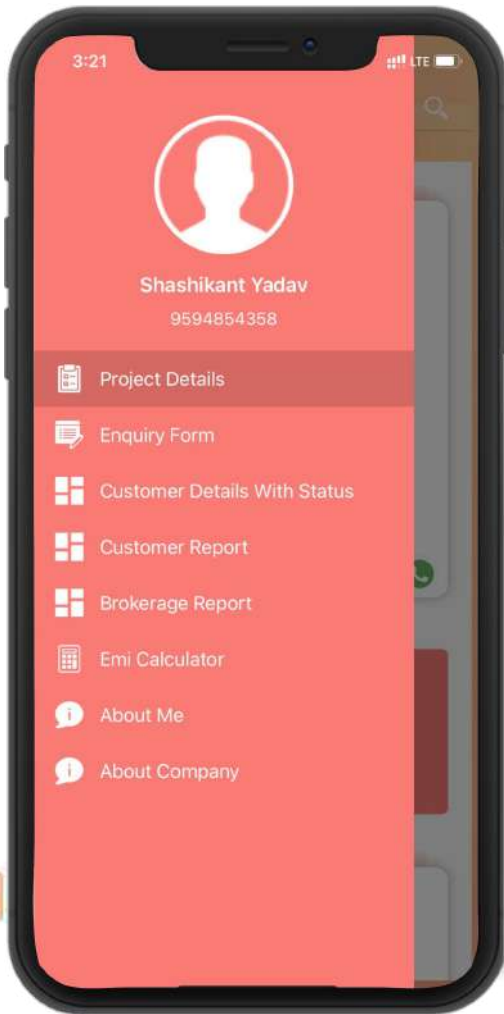 3:21
LTE
Shashikant Yadav
9594854358
Project Details
Enquiry Form
Customer Details With Status
Customer Report
Brokerage Report
Emi Calculator
About Me
About Company